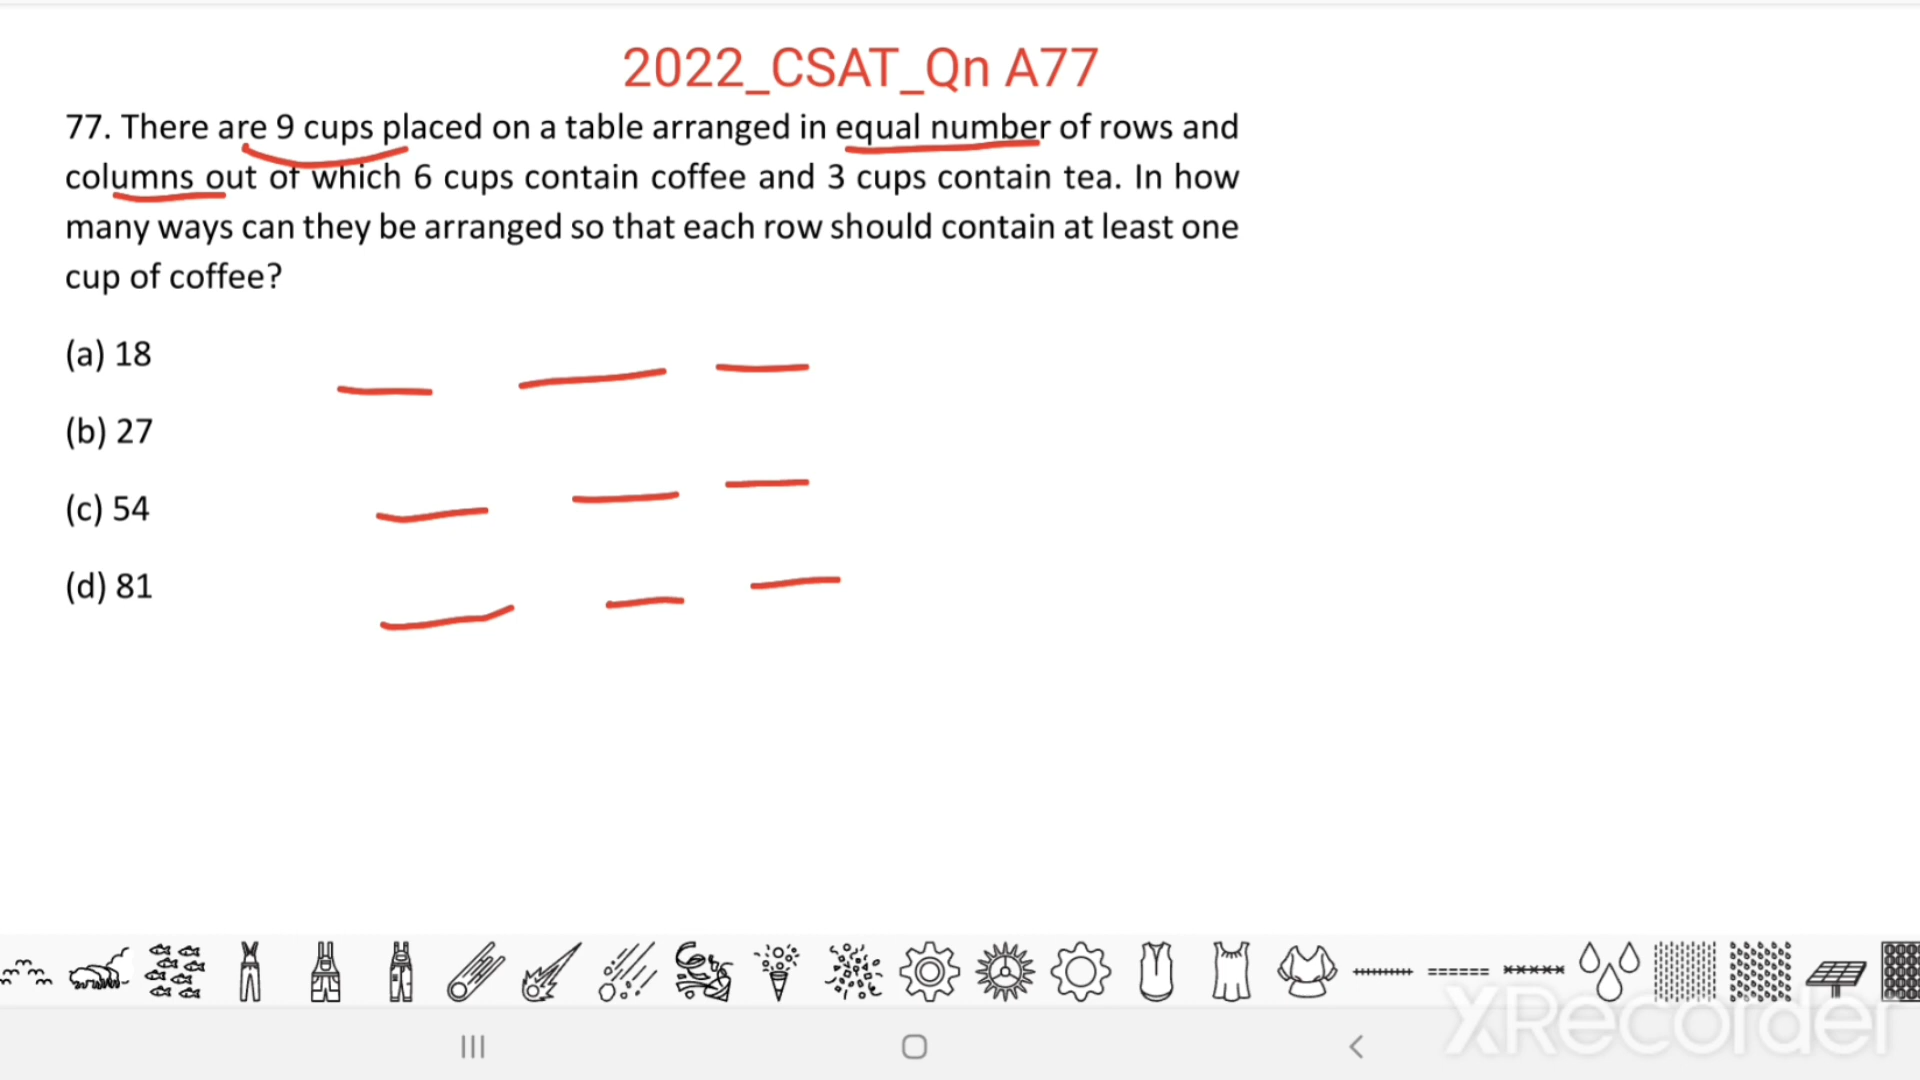 2022_CSAT_Qn A77
77. There are 9 cups placed on a table arranged in equal number of rows and
columns out of which 6 cups contain coffee and 3 cups contain tea. In how
many ways can they be arranged so that each row should contain at least one
cup of coffee?
(a) 18
(b) 27
(c) 54
(d) 81
XRecorder